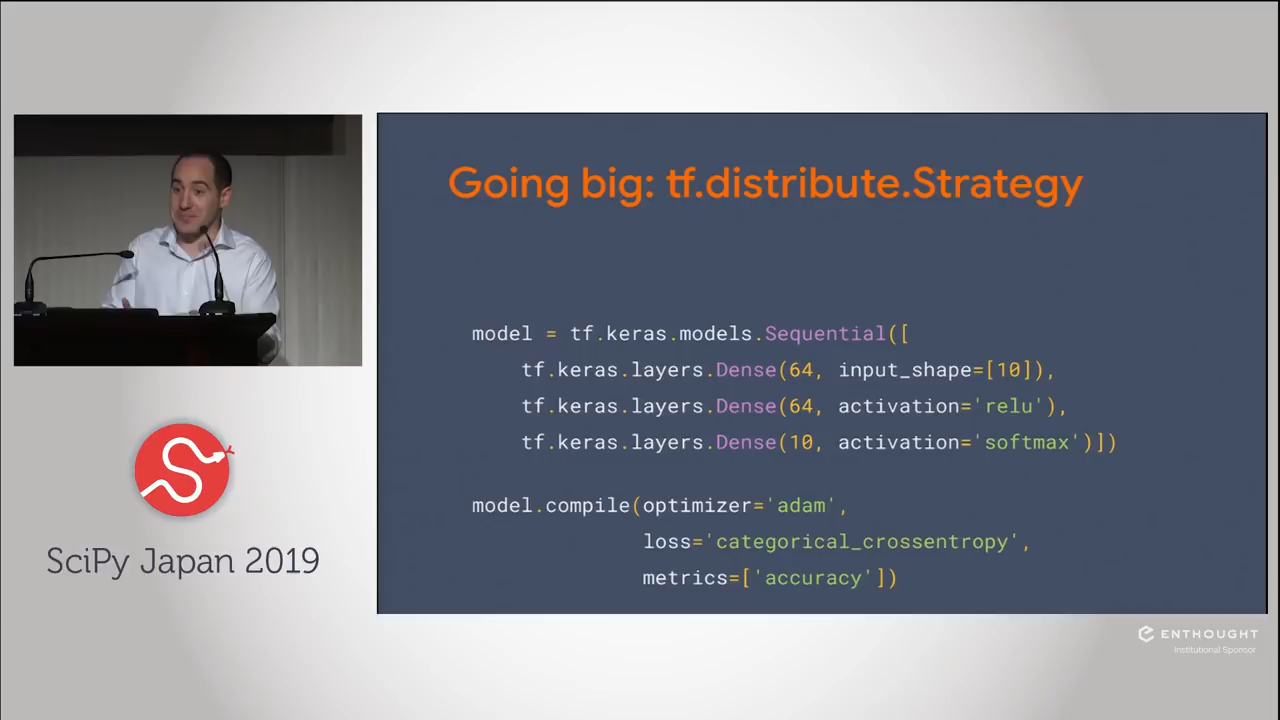 Going big: tf.distribute.Strategy
model = tf.keras.models.Sequential([
tf.keras.layers.Dense(64, input_shape=[10]),
tf.keras.layers.Dense(64, activation='relu'),
tf.keras.layers.Dense(10, activation='softmax')])
model.compile(optimizer='adam',
loss='categorical_crossentropy',
metrics=['accuracy'])
SciPy Japan 2019
ENTHOUGHT
Institutional Sponsor